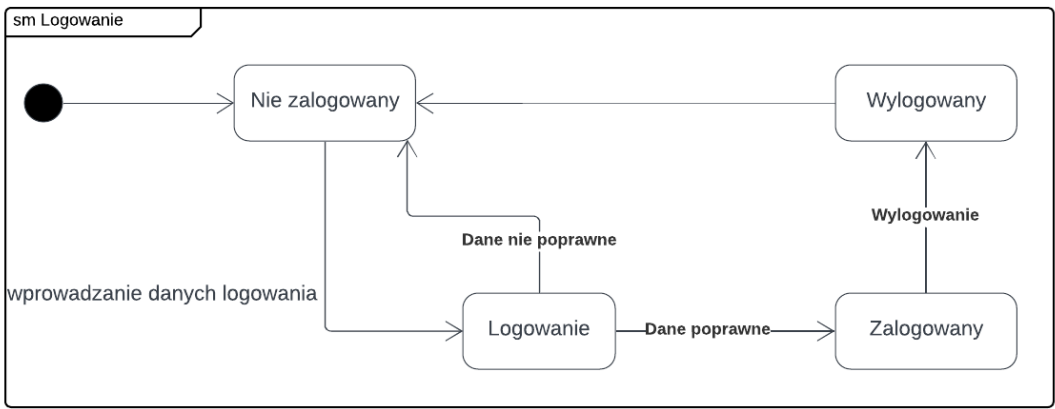 sm Logowanie
Nie zalogowany
Wylogowany
Wylogowanie
Dane nie poprawne
wprowadzanie danych logowania
Logowanie
Dane poprawne
Zalogowany